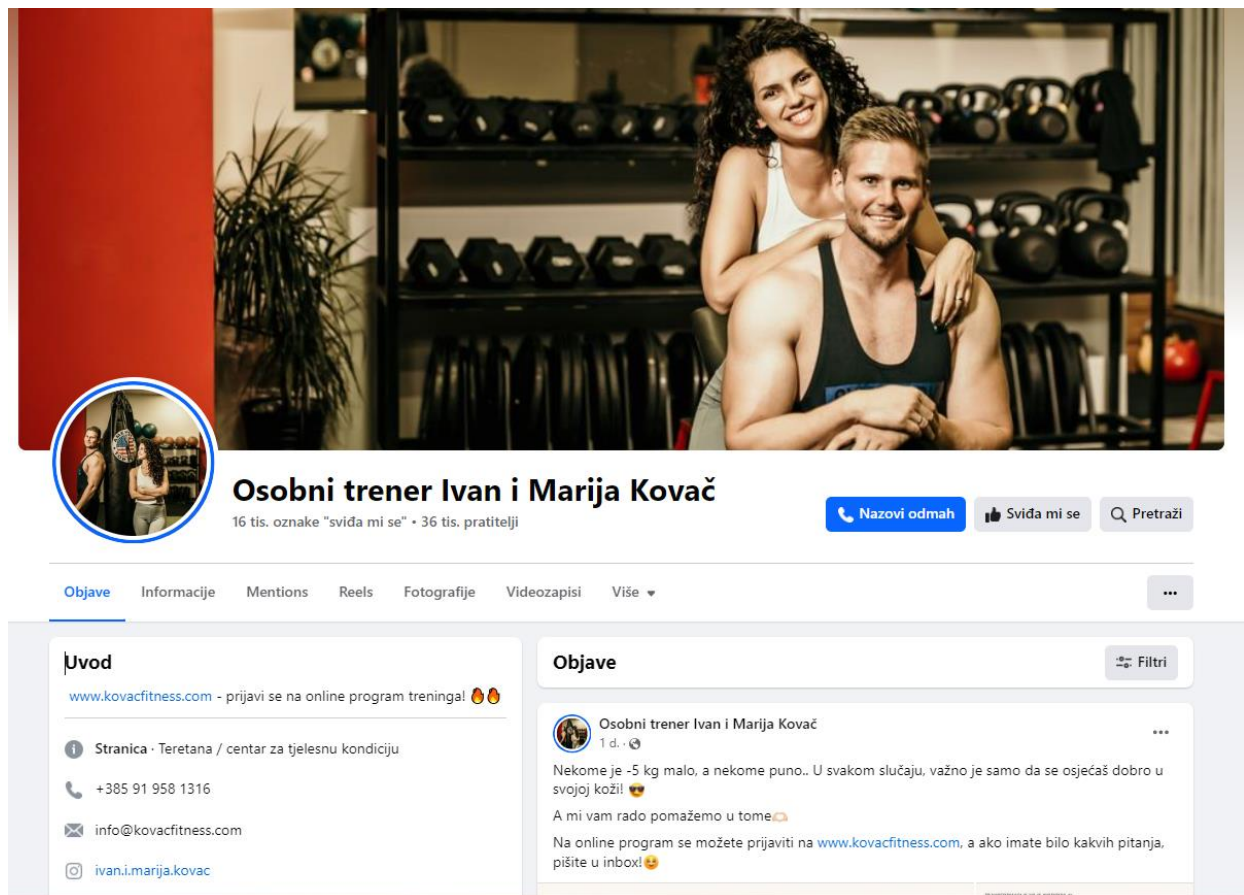 Osobni trener Ivan i Marija Kovač
16 tis. oznake "sviđa mi se" • 36 tis. pratitelji
Nazovi odmah
Sviđa mi se
Pretraži
Objave
Informacije
Mentions
Reels
Fotografije
Videozapisi
Više
Uvod
www.kovacfitness.com - prijavi se na online program treninga! 🔥🔥
Stranica · Teretana / centar za tjelesnu kondiciju
+385 91 958 1316
info@kovacfitness.com
ivan.i.marija.kovac
Objave
Filtri
Osobni trener Ivan i Marija Kovač
1 d. ·
Nekome je -5 kg malo, a nekome puno.. U svakom slučaju, važno je samo da se osjećaš dobro u
svojoj koži! 😎
A mi vam rado pomažemo u tome🫶🏻
Na online program se možete prijaviti na www.kovacfitness.com, a ako imate bilo kakvih pitanja,
pišite u inbox!😉